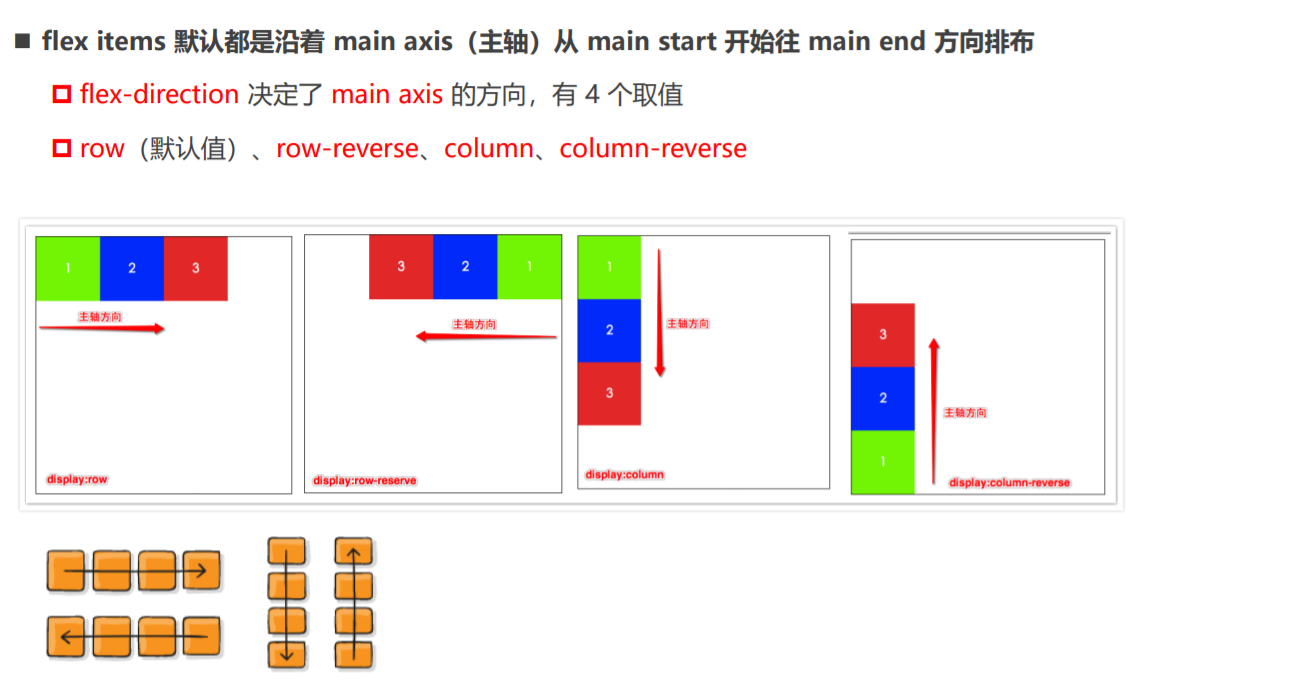 flex items 默认都是沿着 main axis（主轴）从 main start 开始往 main end 方向排布
flex-direction 决定了 main axis 的方向，有 4 个取值
row（默认值）、row-reverse、column、column-reverse
1 2 3
主轴方向
display:row
3 2 1
主轴方向
display:row-reserve
1
2
3
主轴方向
display:column
3
2
1
主轴方向
display:column-reverse